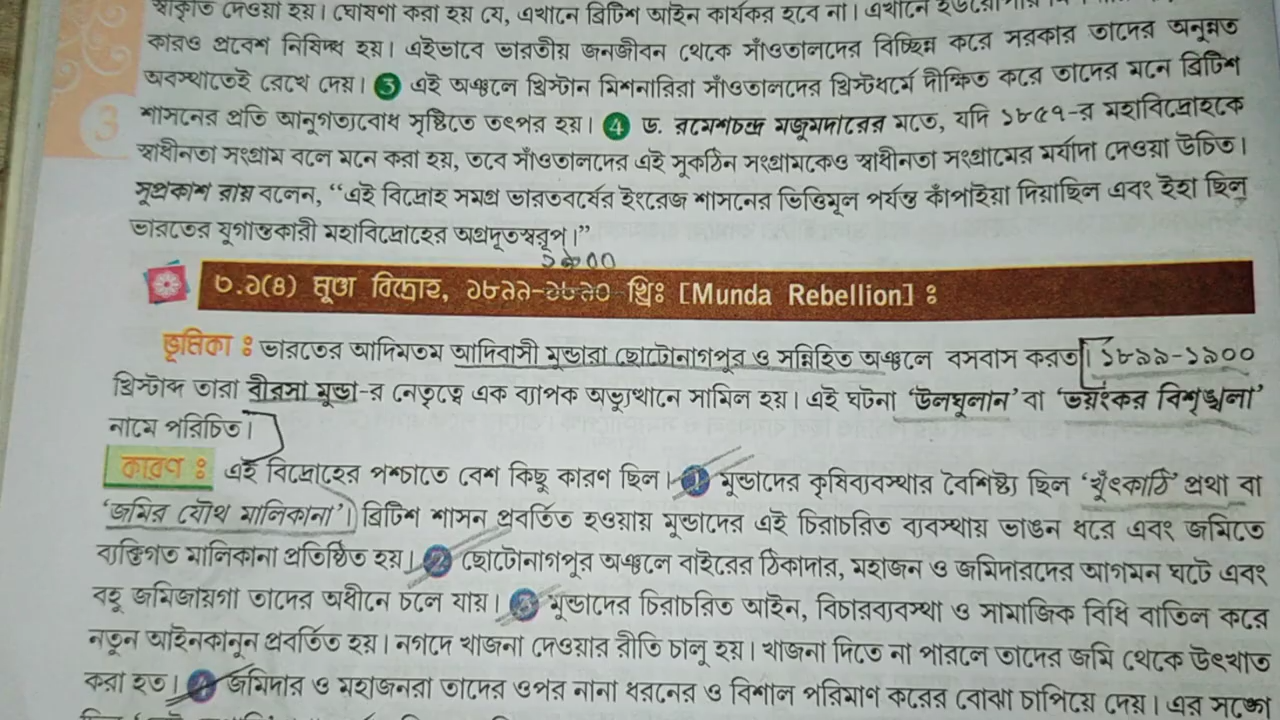 স্বীকৃতি দেওয়া হয়। ঘোষণা করা হয় যে, এখানে ব্রিটিশ আইন কার্যকর হবে না। এখানে
কারও প্রবেশ নিষিদ্ধ হয়। এইভাবে ভারতীয় জনজীবন থেকে সাঁওতালদের বিচ্ছিন্ন করে সরকার তাদের অনুন্নত
অবস্থাতেই রেখে দেয়। 3 এই অঞ্চলে খ্রিস্টান মিশনারিরা সাঁওতালদের খ্রিস্টধর্মে দীক্ষিত করে তাদের মনে ব্রিটিশ
3 শাসনের প্রতি আনুগত্যবোধ সৃষ্টিতে তৎপর হয়। 4 ড. রমেশচন্দ্র মজুমদারের মতে, যদি ১৮৫৭-র মহাবিদ্রোহকে
স্বাধীনতা সংগ্রাম বলে মনে করা হয়, তবে সাঁওতালদের এই সুকঠিন সংগ্রামকেও স্বাধীনতা সংগ্রামের মর্যাদা দেওয়া উচিত।
সুপ্রকাশ রায় বলেন, “এই বিদ্রোহ সমগ্র ভারতবর্ষের ইংরেজ শাসনের ভিত্তিমূল পর্যন্ত কাঁপাইয়া দিয়াছিল এবং ইহা ছিল
ভারতের যুগান্তকারী মহাবিদ্রোহের অগ্রদূতস্বরূপ।”
১৯০০
৩.১(৪) মুণ্ডা বিদ্রোহ, ১৮৯৯-১৮৯০ খ্রিঃ [Munda Rebellion] ঃ
ভূমিকা ঃ ভারতের আদিমতম আদিবাসী মুন্ডারা ছোটোনাগপুর ও সন্নিহিত অঞ্চলে বসবাস করত। ১৮৯৯-১৯০০
খ্রিস্টাব্দ তারা বীরসা মুন্ডা-র নেতৃত্বে এক ব্যাপক অভ্যুত্থানে সামিল হয়। এই ঘটনা ‘উলঘুলান’ বা ‘ভয়ংকর বিশৃঙ্খলা’
নামে পরিচিত।
কারণ ঃ এই বিদ্রোহের পশ্চাতে বেশ কিছু কারণ ছিল। 1 মুন্ডাদের কৃষিব্যবস্থার বৈশিষ্ট্য ছিল ‘খুঁৎকাঠি’ প্রথা বা
‘জমির যৌথ মালিকানা’। ব্রিটিশ শাসন প্রবর্তিত হওয়ায় মুন্ডাদের এই চিরাচরিত ব্যবস্থায় ভাঙন ধরে এবং জমিতে
ব্যক্তিগত মালিকানা প্রতিষ্ঠিত হয়। 2 ছোটোনাগপুর অঞ্চলে বাইরের ঠিকাদার, মহাজন ও জমিদারদের আগমন ঘটে এবং
বহু জমিজায়গা তাদের অধীনে চলে যায়। 3 মুন্ডাদের চিরাচরিত আইন, বিচারব্যবস্থা ও সামাজিক বিধি বাতিল করে
নতুন আইনকানুন প্রবর্তিত হয়। নগদে খাজনা দেওয়ার রীতি চালু হয়। খাজনা দিতে না পারলে তাদের জমি থেকে উৎখাত
করা হত। 4 জমিদার ও মহাজনরা তাদের ওপর নানা ধরনের ও বিশাল পরিমাণ করের বোঝা চাপিয়ে দেয়। এর সঙ্গে